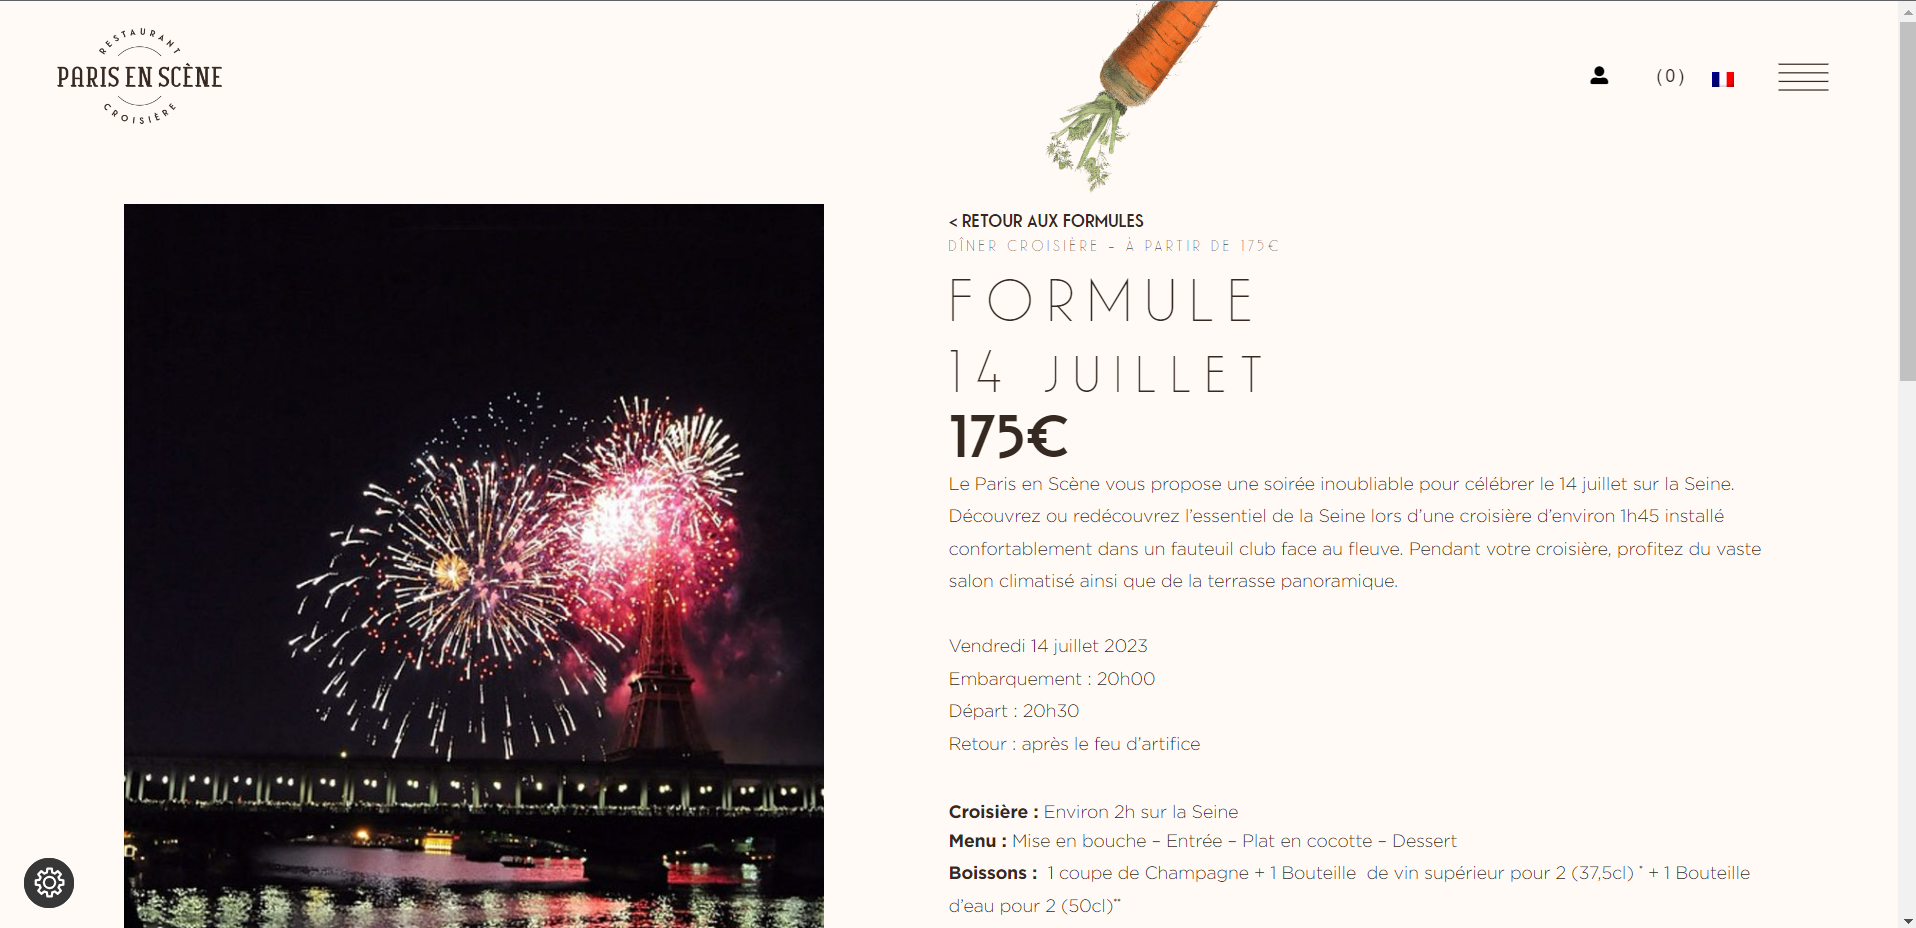 RESTAURANT
PARIS EN SCÈNE
CROISIÈRE
(0)
< RETOUR AUX FORMULES
DÎNER CROISIÈRE – À PARTIR DE 175€
FORMULE
14 JUILLET
175€
Le Paris en Scène vous propose une soirée inoubliable pour célébrer le 14 juillet sur la Seine.
Découvrez ou redécouvrez l’essentiel de la Seine lors d’une croisière d’environ 1h45 installé
confortablement dans un fauteuil club face au fleuve. Pendant votre croisière, profitez du vaste
salon climatisé ainsi que de la terrasse panoramique.
Vendredi 14 juillet 2023
Embarquement : 20h00
Départ : 20h30
Retour : après le feu d’artifice
Croisière : Environ 2h sur la Seine
Menu : Mise en bouche – Entrée – Plat en cocotte – Dessert
Boissons : 1 coupe de Champagne + 1 Bouteille de vin supérieur pour 2 (37,5cl) * + 1 Bouteille
d’eau pour 2 (50cl)**